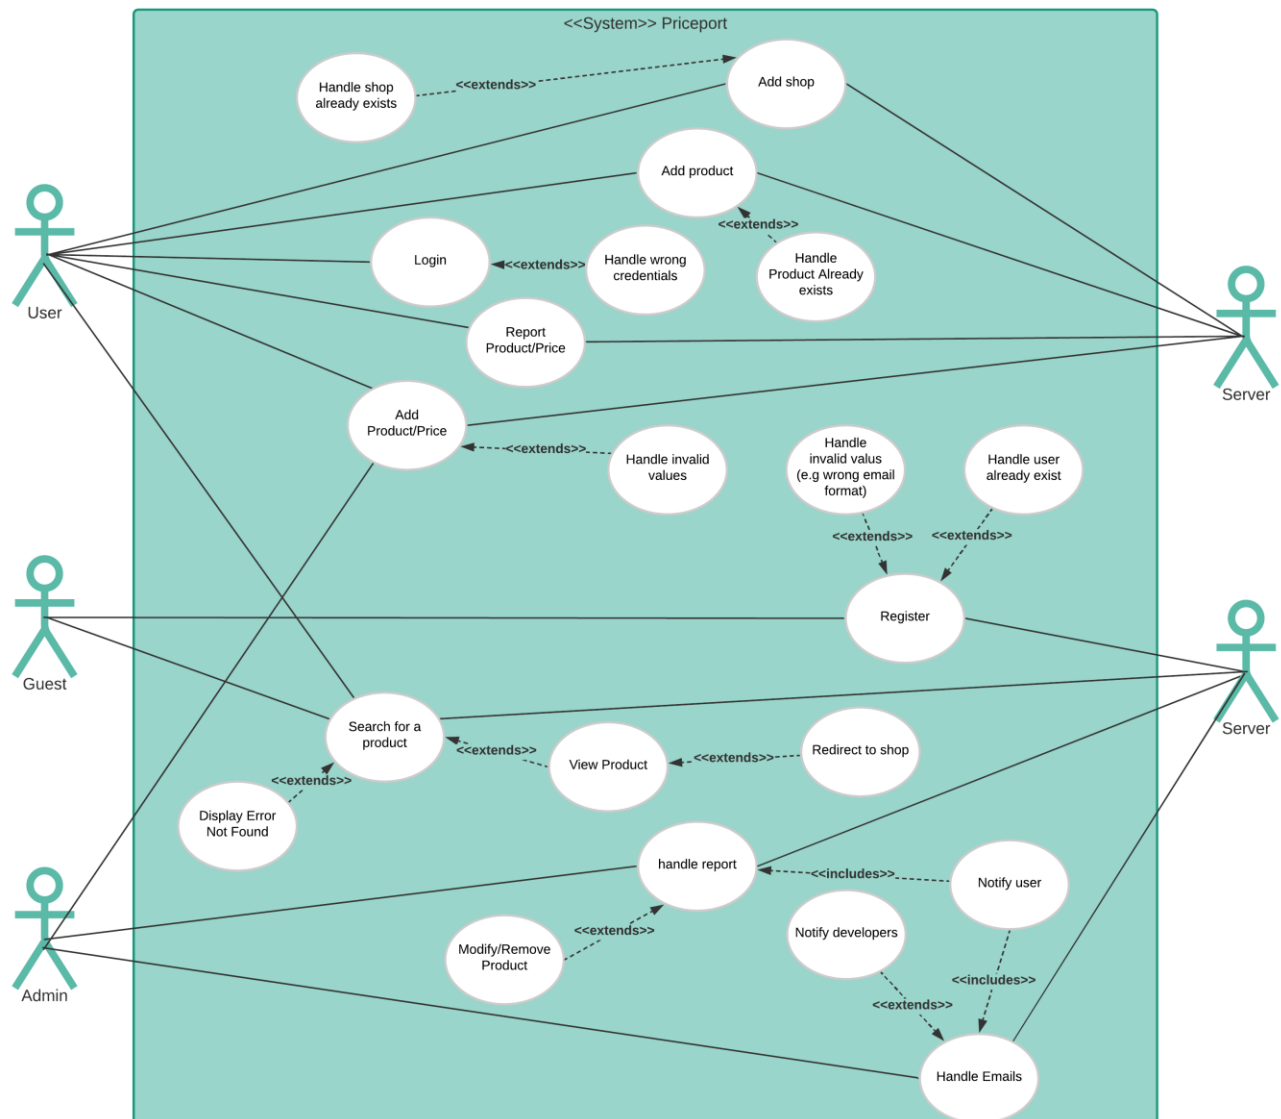 <<System>> Priceport
Handle shop
already exists
<<extends>>
Add shop
Add product
<<extends>>
Login
<<extends>>
Handle wrong
credentials
Handle
Product Already
exists
User
Report
Product/Price
Server
Add
Product/Price
<<extends>>
Handle invalid
values
Handle
invalid valus
(e.g wrong email
format)
Handle user
already exist
<<extends>>
<<extends>>
Register
Guest
Search for a
product
<<extends>>
View Product
<<extends>>
Redirect to shop
Server
<<extends>>
Display Error
Not Found
handle report
<<includes>>
Notify user
Modify/Remove
Product
<<extends>>
Notify developers
<<includes>>
<<extends>>
Admin
Handle Emails